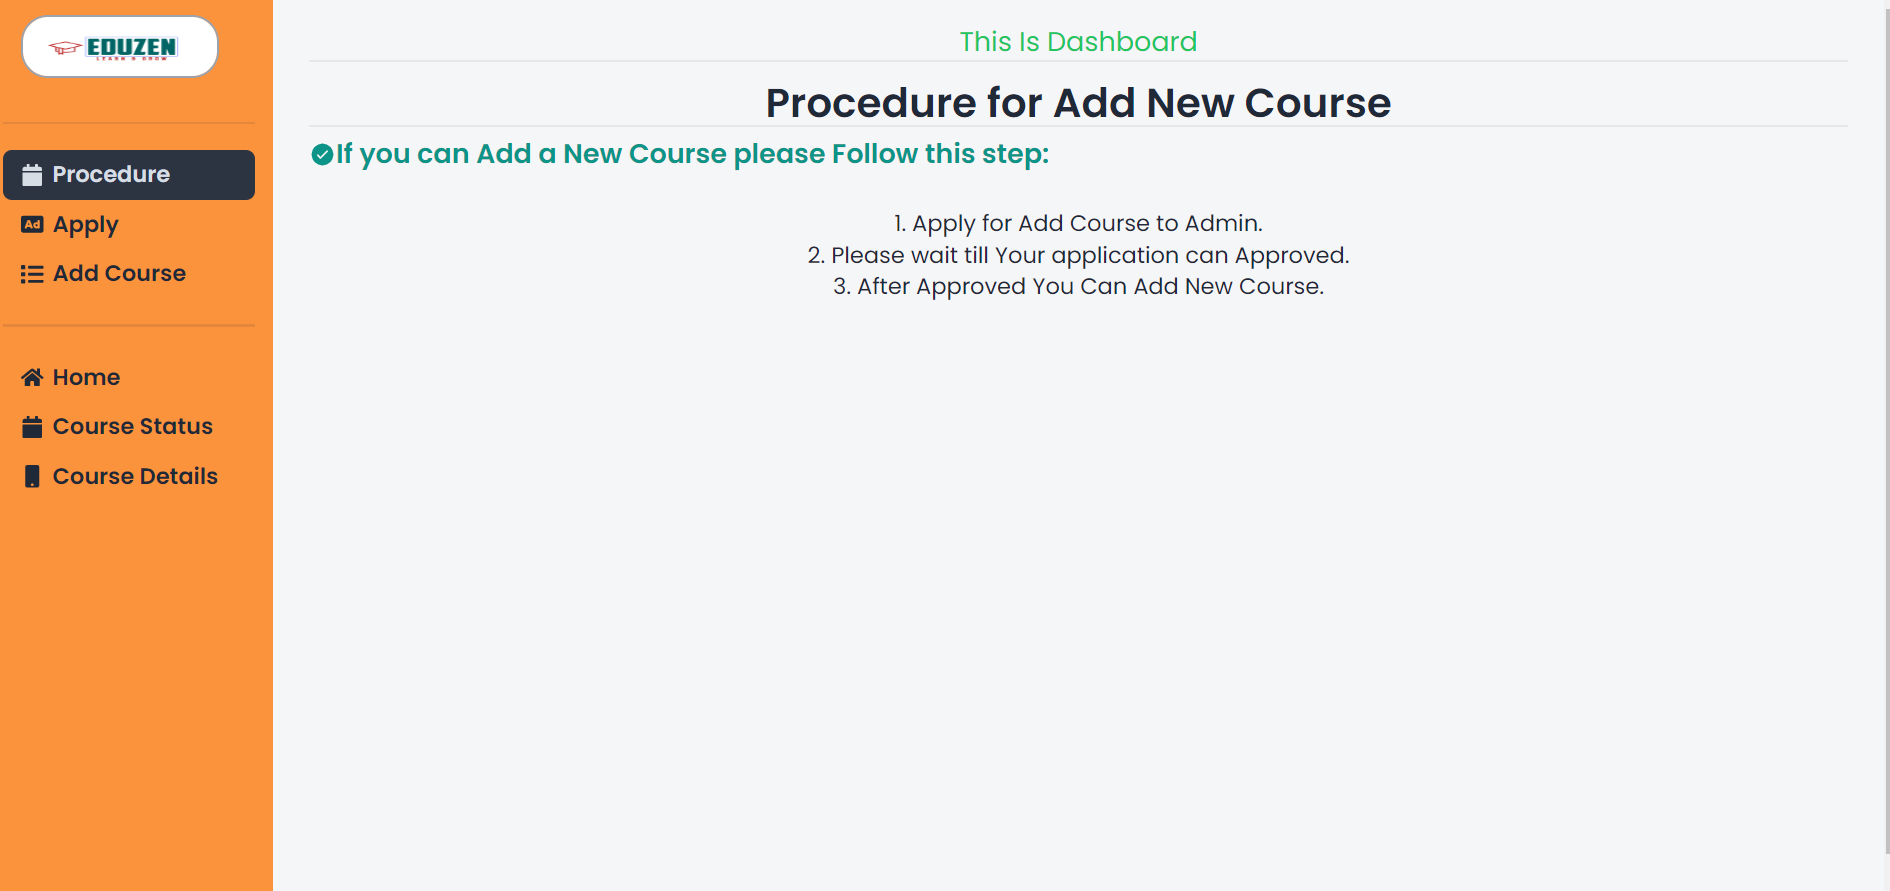 EDUZEN
LEARN & GROW
Procedure
Ad Apply
Add Course
Home
Course Status
Course Details
This Is Dashboard
Procedure for Add New Course
If you can Add a New Course please Follow this step:
1. Apply for Add Course to Admin.
2. Please wait till Your application can Approved.
3. After Approved You Can Add New Course.